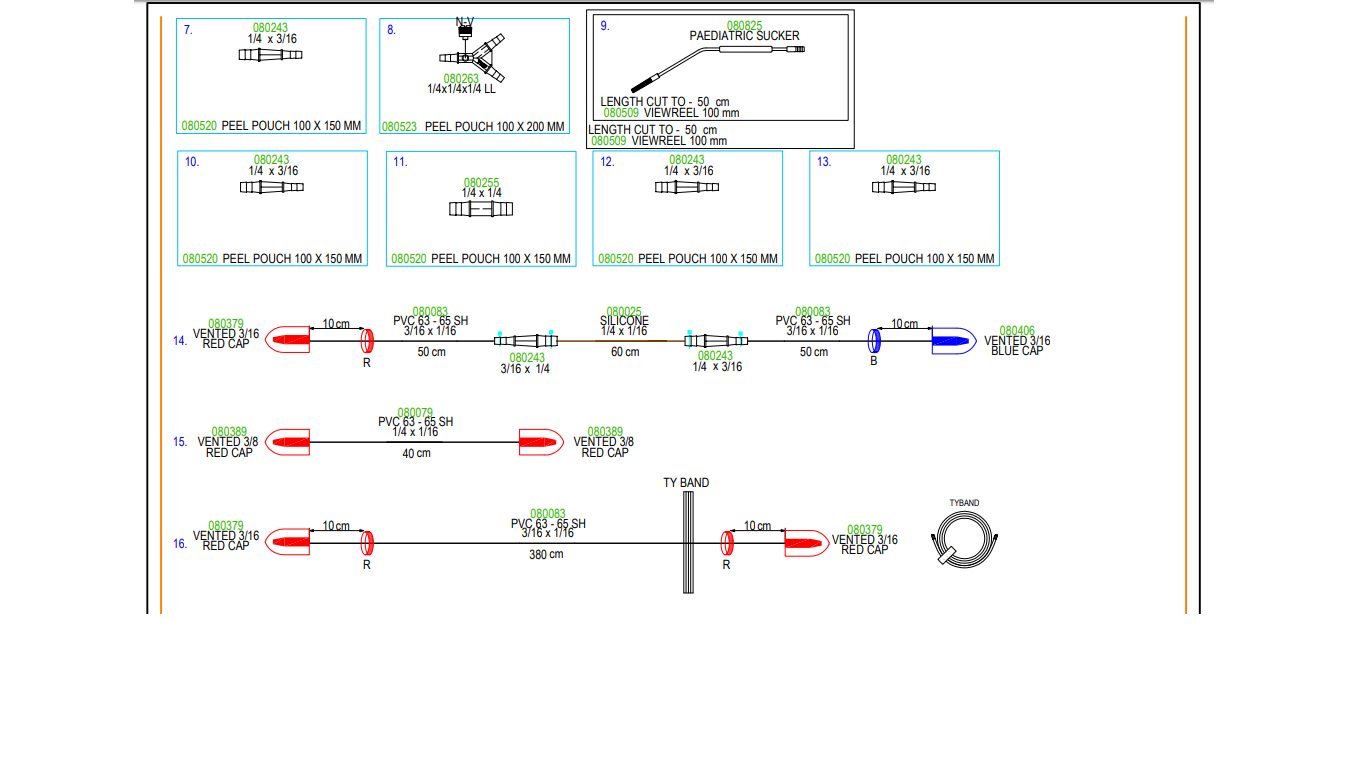 7.
080243
1/4 x 3/16
080520 PEEL POUCH 100 X 150 MM
8.
N-V
080263
1/4x1/4x1/4 LL
080523 PEEL POUCH 100 X 200 MM
9.
080825
PAEDIATRIC SUCKER
LENGTH CUT TO - 50 cm
080509 VIEWREEL 100 mm
LENGTH CUT TO - 50 cm
080509 VIEWREEL 100 mm
10.
080243
1/4 x 3/16
080520 PEEL POUCH 100 X 150 MM
11.
080255
1/4 x 1/4
080520 PEEL POUCH 100 X 150 MM
12.
080243
1/4 x 3/16
080520 PEEL POUCH 100 X 150 MM
13.
080243
1/4 x 3/16
080520 PEEL POUCH 100 X 150 MM
14.
080379
VENTED 3/16
RED CAP
10 cm
R
080083
PVC 63 - 65 SH
3/16 x 1/16
50 cm
080243
3/16 x 1/4
080025
SILICONE
1/4 x 1/16
60 cm
080243
1/4 x 3/16
080083
PVC 63 - 65 SH
3/16 x 1/16
50 cm
B
10 cm
080406
VENTED 3/16
BLUE CAP
15.
080389
VENTED 3/8
RED CAP
080079
PVC 63 - 65 SH
1/4 x 1/16
40 cm
080389
VENTED 3/8
RED CAP
16.
080379
VENTED 3/16
RED CAP
10 cm
R
080083
PVC 63 - 65 SH
3/16 x 1/16
380 cm
TY BAND
R
10 cm
080379
VENTED 3/16
RED CAP
TYBAND